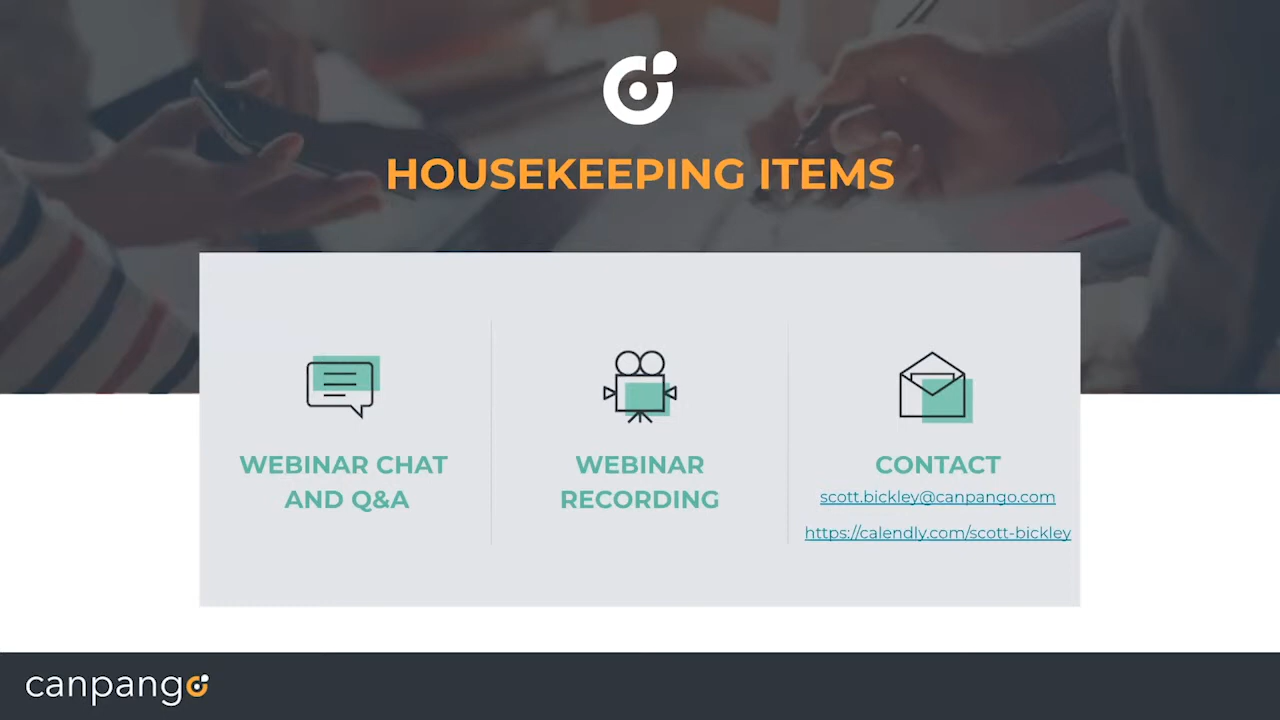 HOUSEKEEPING ITEMS
WEBINAR CHAT
AND Q&A
WEBINAR
RECORDING
CONTACT
scott.bickley@canpango.com
https://calendly.com/scott-bickley
canpango